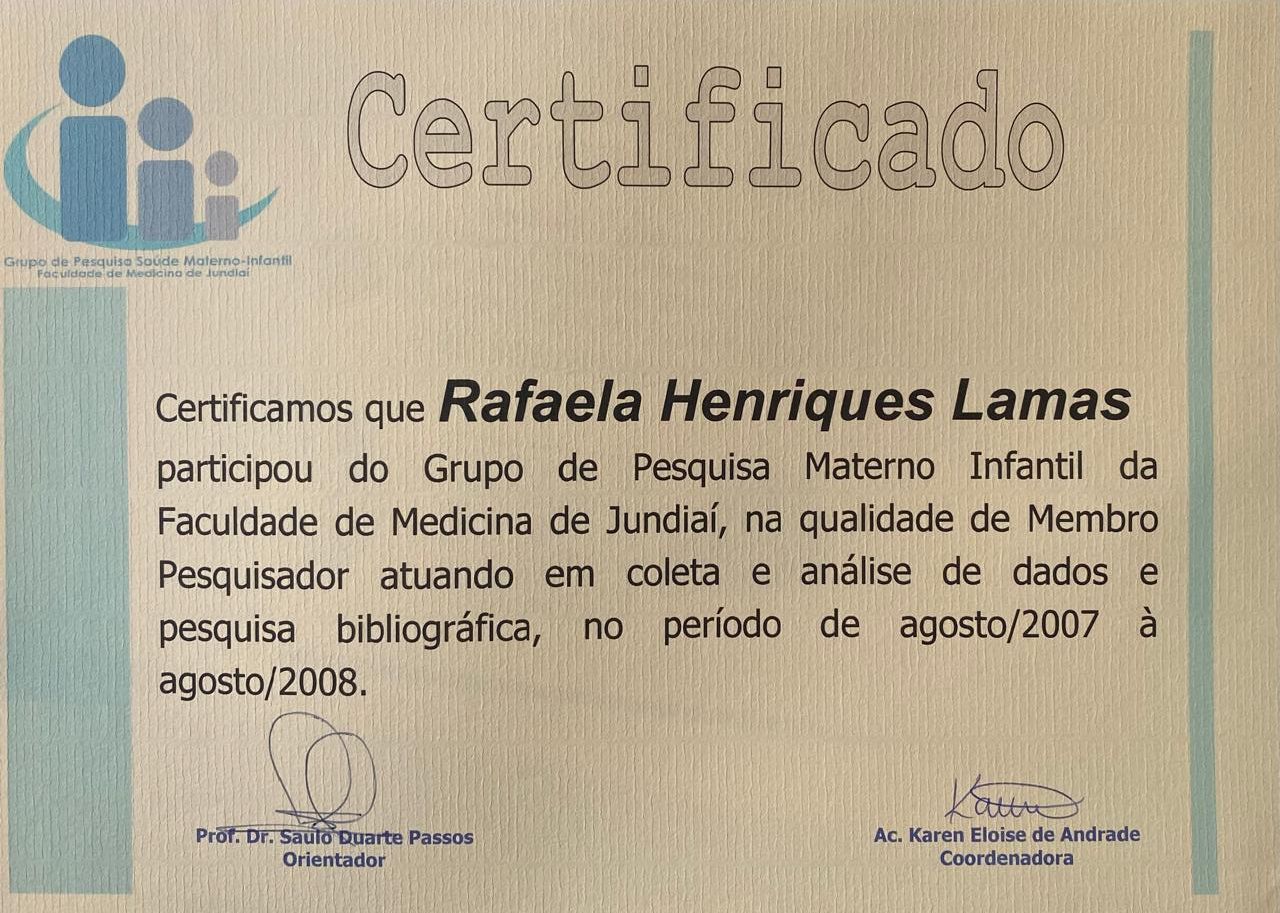 Certificado
Grupo de Pesquisa Saúde Materno-Infantil
Faculdade de Medicina de Jundiaí
Certificamos que Rafaela Henriques Lamas
participou do Grupo de Pesquisa Materno Infantil da
Faculdade de Medicina de Jundiaí, na qualidade de Membro
Pesquisador atuando em coleta e análise de dados e
pesquisa bibliográfica, no período de agosto/2007 à
agosto/2008.
Prof. Dr. Saulo Duarte Passos
Orientador
Karen
Ac. Karen Eloise de Andrade
Coordenadora